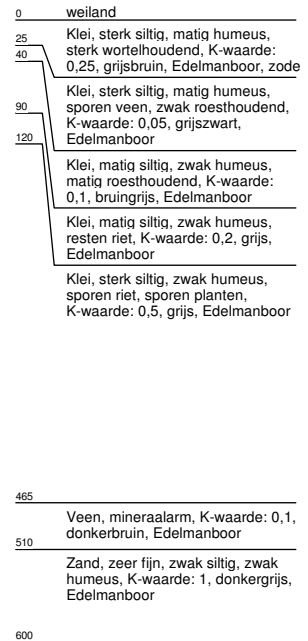 0 weiland
25 Klei, sterk siltig, matig humeus,
sterk wortelhoudend, K-waarde:
0,25, grijsbruin, Edelmanboor, zode
40 Klei, sterk siltig, matig humeus,
sporen veen, zwak roesthoudend,
K-waarde: 0,05, grijszwart,
Edelmanboor
90 Klei, matig siltig, zwak humeus,
matig roesthoudend, K-waarde:
0,1, bruingrijs, Edelmanboor
120 Klei, matig siltig, zwak humeus,
resten riet, K-waarde: 0,2, grijs,
Edelmanboor
Klei, sterk siltig, zwak humeus,
sporen riet, sporen planten,
K-waarde: 0,5, grijs, Edelmanboor
465
Veen, mineraalarm, K-waarde: 0,1,
donkerbruin, Edelmanboor
510
Zand, zeer fijn, zwak siltig, zwak
humeus, K-waarde: 1, donkergrijs,
Edelmanboor
600